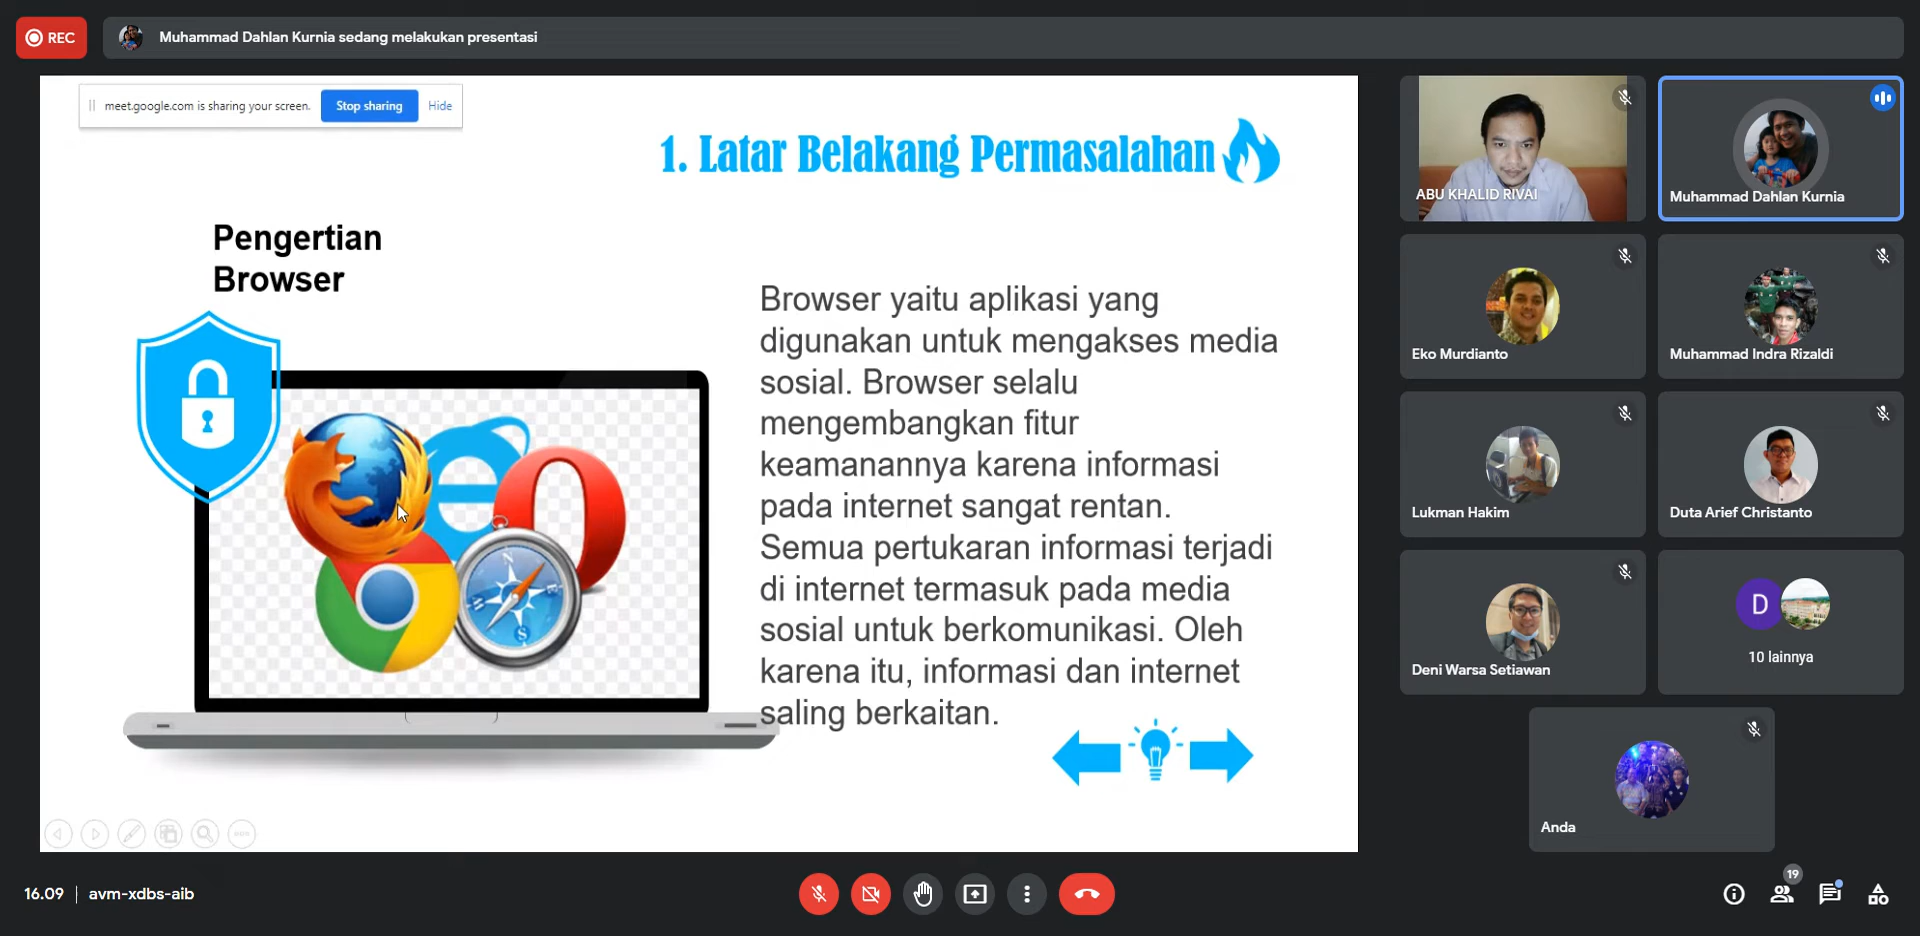 REC
Muhammad Dahlan Kurnia sedang melakukan presentasi
meet.google.com is sharing your screen.
Stop sharing
Hide
1. Latar Belakang Permasalahan
Pengertian
Browser
Browser yaitu aplikasi yang
digunakan untuk mengakses media
sosial. Browser selalu
mengembangkan fitur
keamanannya karena informasi
pada internet sangat rentan.
Semua pertukaran informasi terjadi
di internet termasuk pada media
sosial untuk berkomunikasi. Oleh
karena itu, informasi dan internet
saling berkaitan.
ABU KHALID RIVAI
Muhammad Dahlan Kurnia
Eko Murdianto
Muhammad Indra Rizaldi
Lukman Hakim
Duta Arief Christanto
Deni Warsa Setiawan
D
10 lainnya
Anda
16.09 | avm-xdbs-aib
19